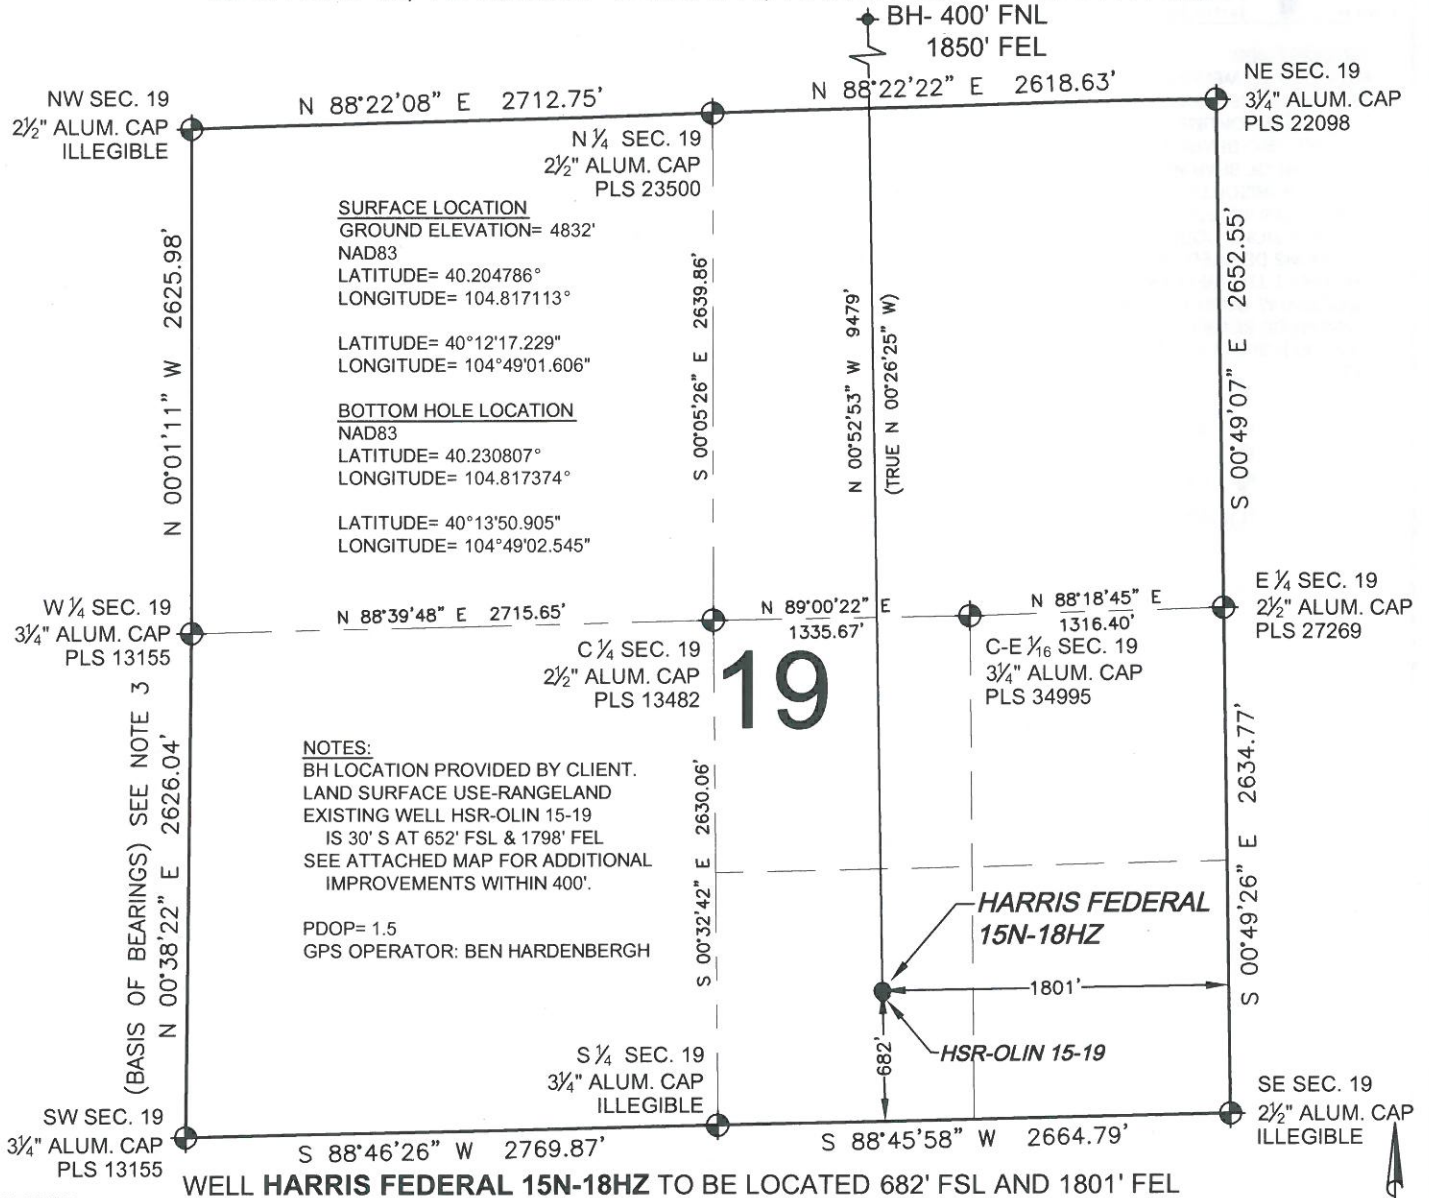 BH- 400' FNL
1850' FEL
NW SEC. 19
2½" ALUM. CAP
ILLEGIBLE
N 88°22'08" E 2712.75'
N 88°22'22" E 2618.63'
NE SEC. 19
3¼" ALUM. CAP
PLS 22098
N ¼ SEC. 19
2½" ALUM. CAP
PLS 23500
SURFACE LOCATION
GROUND ELEVATION= 4832'
NAD83
LATITUDE= 40.204786°
LONGITUDE= 104.817113°
LATITUDE= 40°12'17.229"
LONGITUDE= 104°49'01.606"
BOTTOM HOLE LOCATION
NAD83
LATITUDE= 40.230807°
LONGITUDE= 104.817374°
LATITUDE= 40°13'50.905"
LONGITUDE= 104°49'02.545"
N 00°01'11" W 2625.98'
S 00°05'26" E 2639.86'
N 00°52'53" W 9479'
(TRUE N 00°26'25" W)
S 00°49'07" E 2652.55'
W ¼ SEC. 19
3¼" ALUM. CAP
PLS 13155
N 88°39'48" E 2715.65'
N 89°00'22" E
1335.67'
N 88°18'45" E
1316.40'
E ¼ SEC. 19
2½" ALUM. CAP
PLS 27269
C ¼ SEC. 19
2½" ALUM. CAP
PLS 13482
19
C-E 1⁄16 SEC. 19
3¼" ALUM. CAP
PLS 34995
(BASIS OF BEARINGS) SEE NOTE 3
N 00°38'22" E 2626.04'
NOTES:
BH LOCATION PROVIDED BY CLIENT.
LAND SURFACE USE-RANGELAND
EXISTING WELL HSR-OLIN 15-19
IS 30' S AT 652' FSL & 1798' FEL
SEE ATTACHED MAP FOR ADDITIONAL
IMPROVEMENTS WITHIN 400'.
PDOP= 1.5
GPS OPERATOR: BEN HARDENBERGH
S 00°32'42" E 2630.06'
S 00°49'26" E 2634.77'
HARRIS FEDERAL
15N-18HZ
1801'
682'
HSR-OLIN 15-19
S ¼ SEC. 19
3¼" ALUM. CAP
ILLEGIBLE
SE SEC. 19
2½" ALUM. CAP
ILLEGIBLE
SW SEC. 19
3¼" ALUM. CAP
PLS 13155
S 88°46'26" W 2769.87'
S 88°45'58" W 2664.79'
WELL HARRIS FEDERAL 15N-18HZ TO BE LOCATED 682' FSL AND 1801' FEL